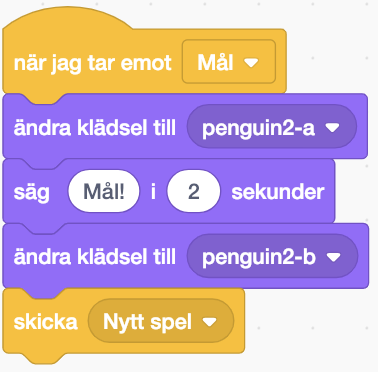 när jag tar emot Mål
ändra klädsel till penguin2-a
säg Mål! i 2 sekunder
ändra klädsel till penguin2-b
skicka Nytt spel